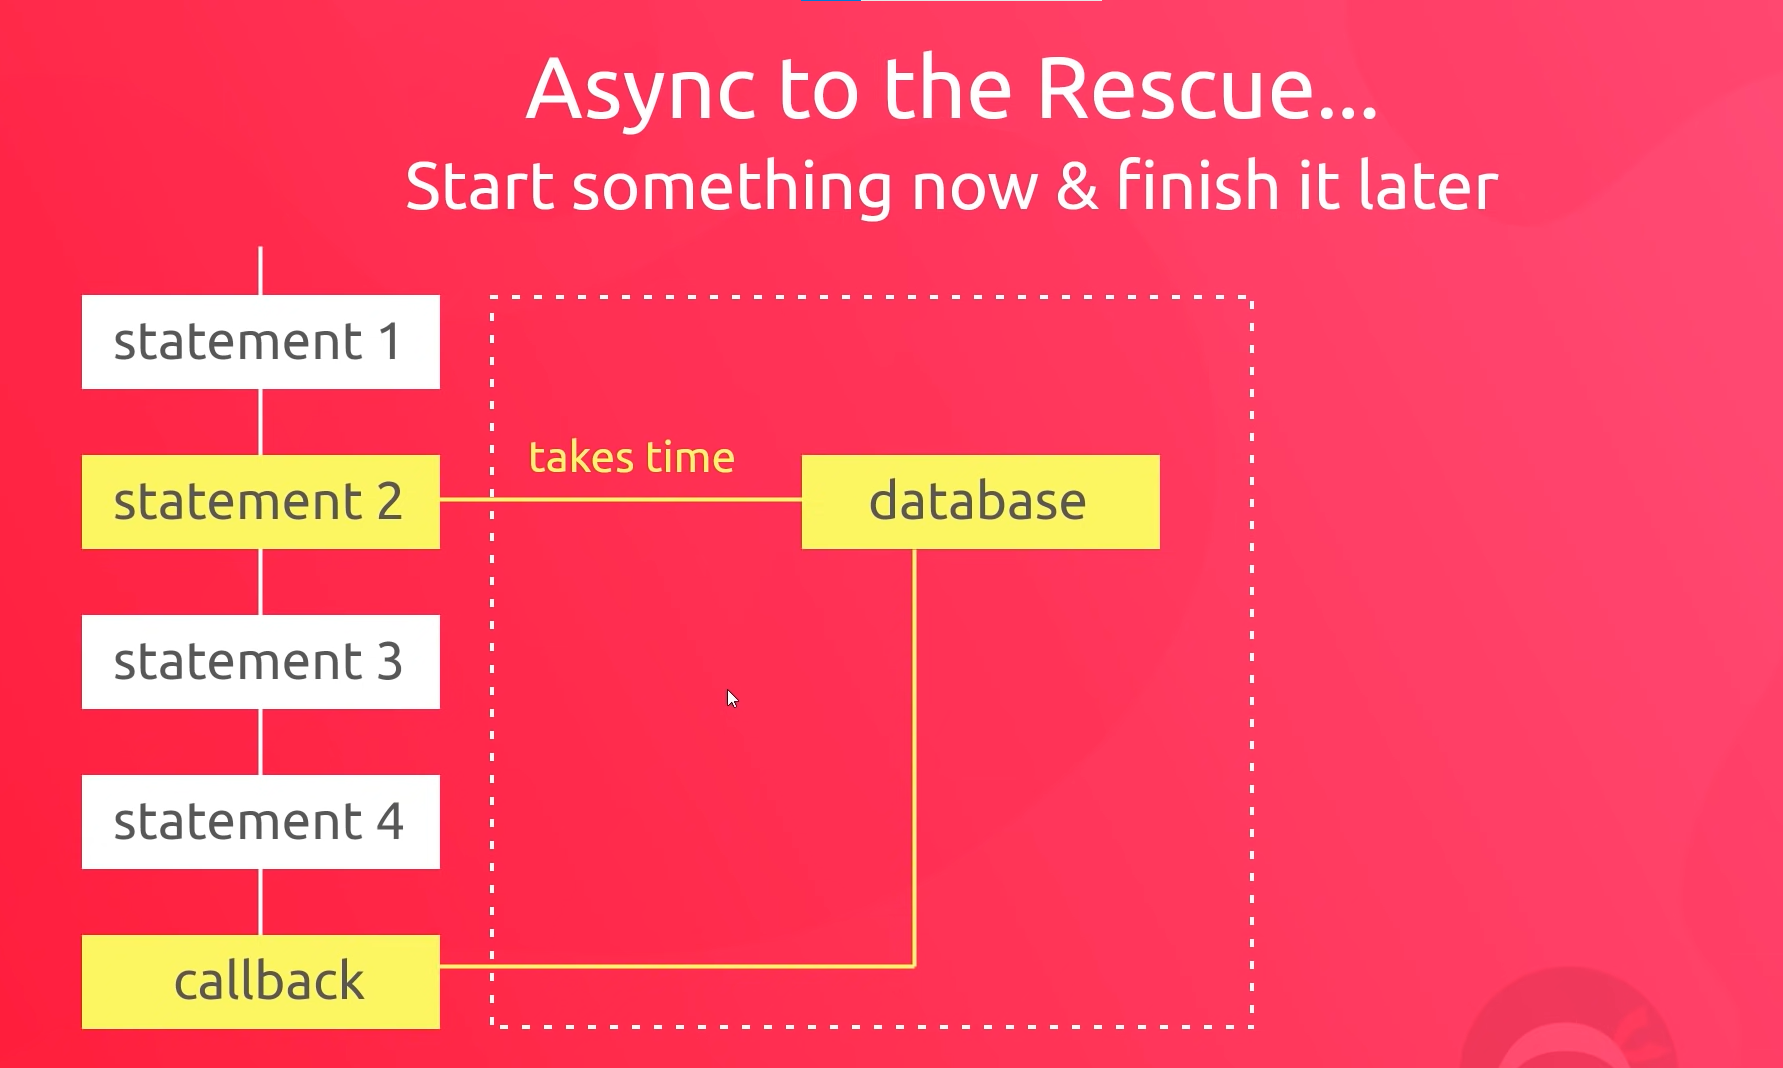 Async to the Rescue...
Start something now & finish it later
statement 1
takes time
statement 2
database
statement 3
statement 4
callback